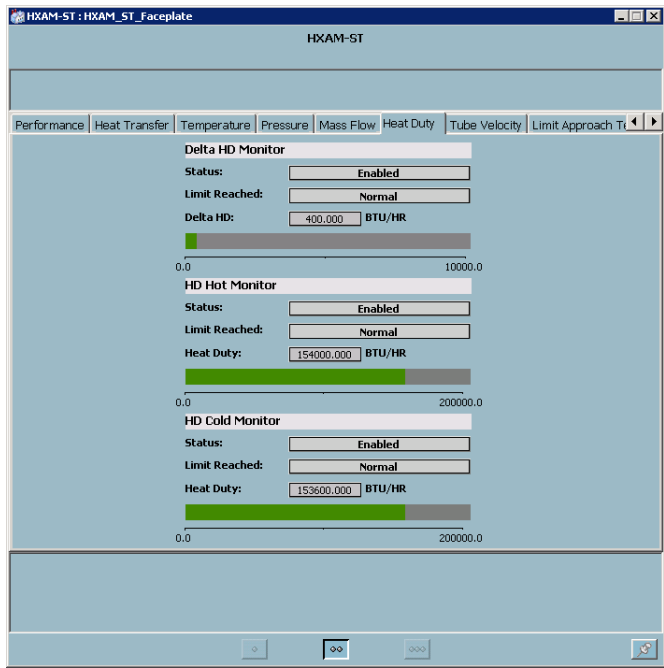 HXAM-ST : HXAM_ST_Faceplate
HXAM-ST
Performance Heat Transfer Temperature Pressure Mass Flow Heat Duty Tube Velocity Limit Approach Te
Delta HD Monitor
Status: Enabled
Limit Reached: Normal
Delta HD: 400.000 BTU/HR
0.0 10000.0
HD Hot Monitor
Status: Enabled
Limit Reached: Normal
Heat Duty: 154000.000 BTU/HR
0.0 200000.0
HD Cold Monitor
Status: Enabled
Limit Reached: Normal
Heat Duty: 153600.000 BTU/HR
0.0 200000.0